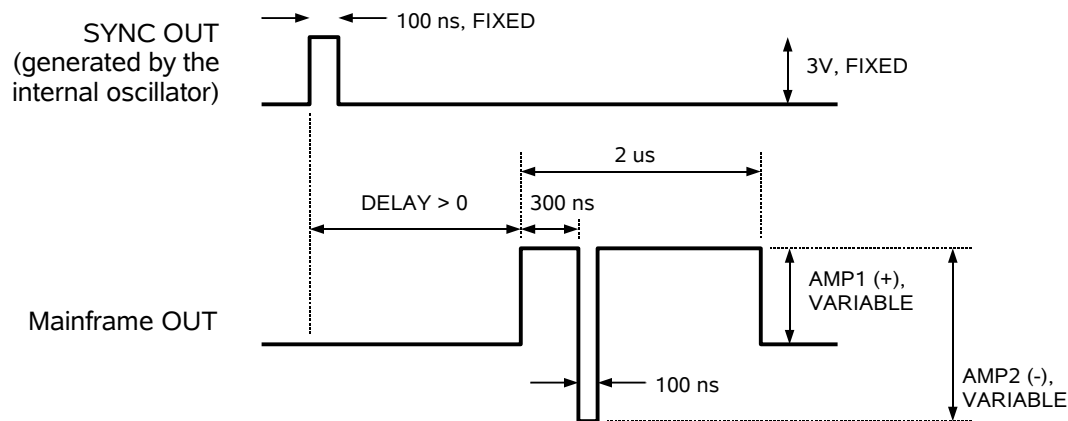 100 ns, FIXED
SYNC OUT
(generated by the
internal oscillator)
3V, FIXED
2 us
DELAY > 0
300 ns
AMP1 (+),
VARIABLE
Mainframe OUT
100 ns
AMP2 (-),
VARIABLE